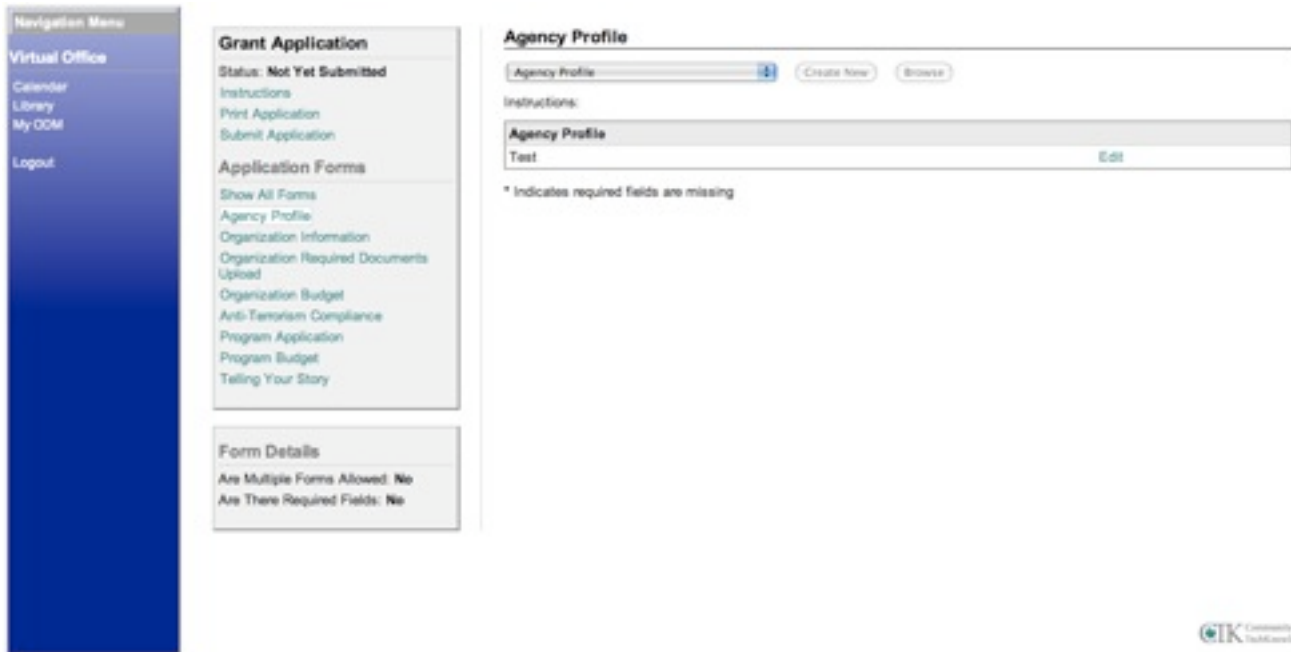 Navigation Menu
Virtual Office
Calendar
Library
My ODM
Logout
Grant Application
Status: Not Yet Submitted
Instructions
Print Application
Submit Application
Application Forms
Show All Forms
Agency Profile
Organization Information
Organization Required Documents
Upload
Organization Budget
Anti-Terrorism Compliance
Program Application
Program Budget
Telling Your Story
Form Details
Are Multiple Forms Allowed: No
Are There Required Fields: No
Agency Profile
Agency Profile Create New Browse
Instructions:
Agency Profile
Test Edit
* Indicates required fields are missing
CTK Community